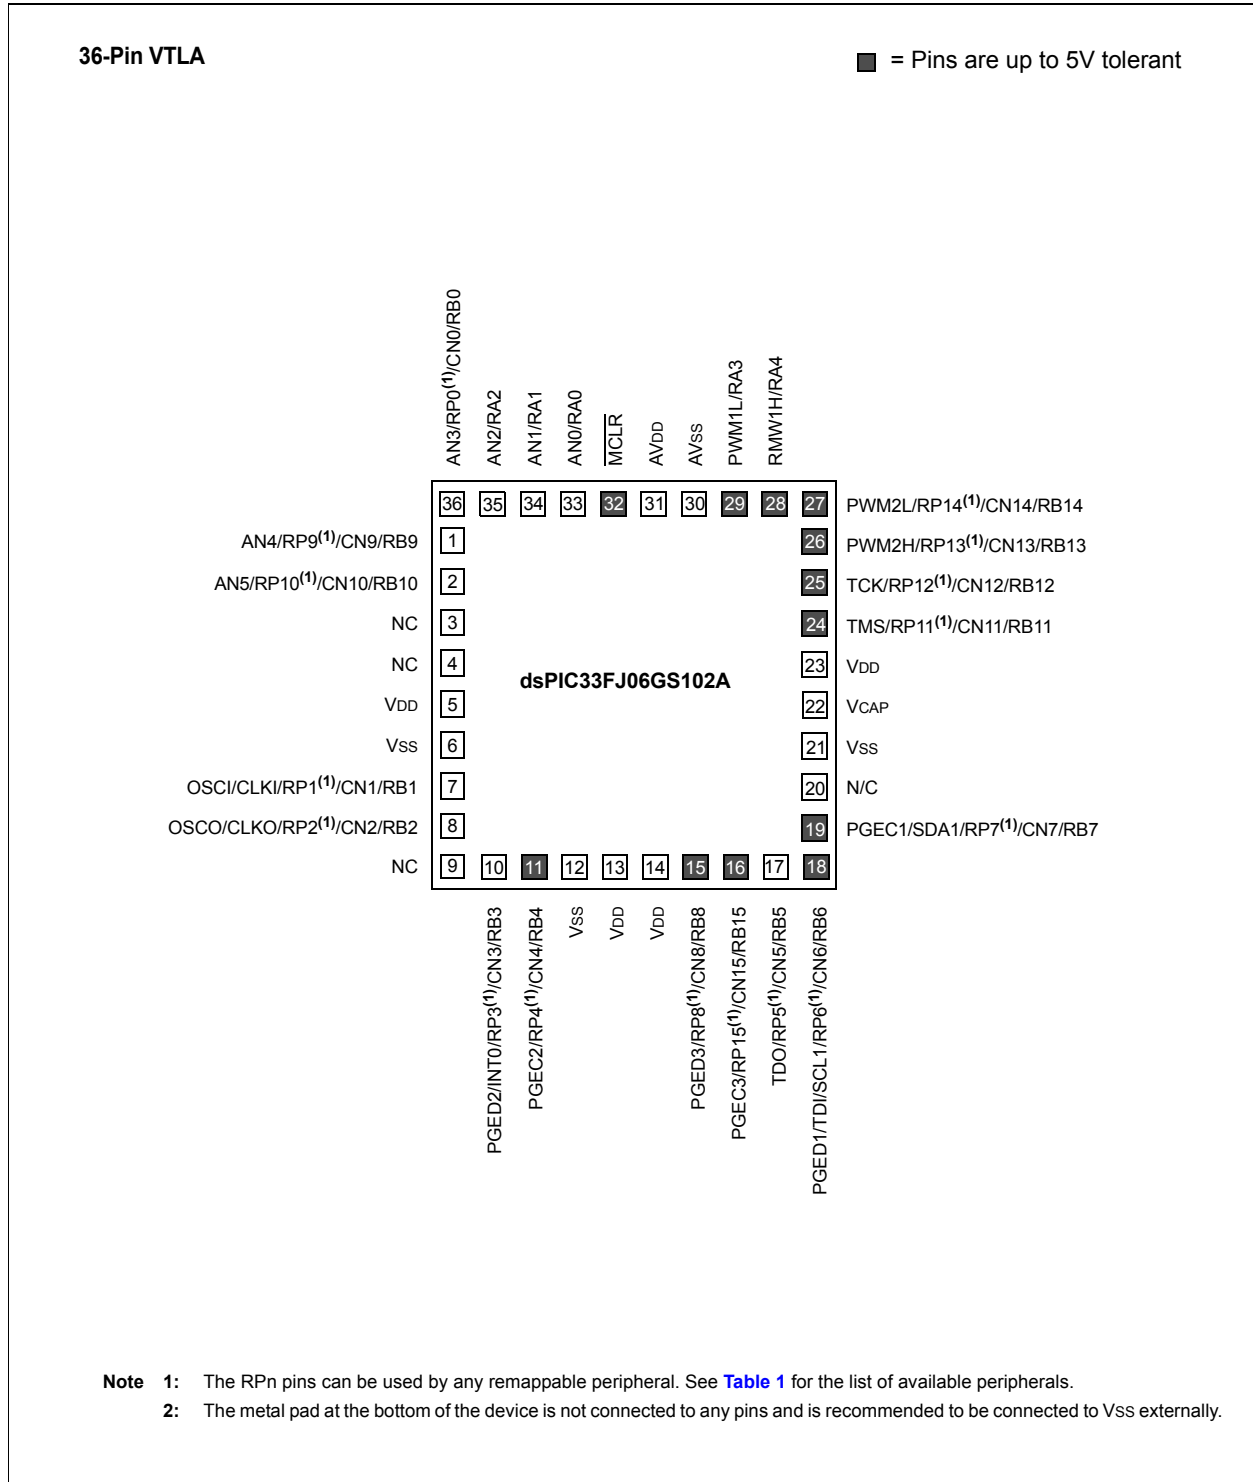 36-Pin VTLA
= Pins are up to 5V tolerant
AN3/RP0(1)/CN0/RB0
AN2/RA2
AN1/RA1
AN0/RA0
MCLR
AVDD
AVSS
PWM1L/RA3
RMW1H/RA4
36 35 34 33 32 31 30 29 28 27 PWM2L/RP14(1)/CN14/RB14
AN4/RP9(1)/CN9/RB9 1 26 PWM2H/RP13(1)/CN13/RB13
AN5/RP10(1)/CN10/RB10 2 25 TCK/RP12(1)/CN12/RB12
NC 3 24 TMS/RP11(1)/CN11/RB11
NC 4 23 VDD
dsPIC33FJ06GS102A
VDD 5 22 VCAP
VSS 6 21 VSS
OSCI/CLKI/RP1(1)/CN1/RB1 7 20 N/C
OSCO/CLKO/RP2(1)/CN2/RB2 8 19 PGEC1/SDA1/RP7(1)/CN7/RB7
NC 9 10 11 12 13 14 15 16 17 18
PGED2/INT0/RP3(1)/CN3/RB3
PGEC2/RP4(1)/CN4/RB4
VSS
VDD
VDD
PGED3/RP8(1)/CN8/RB8
PGEC3/RP15(1)/CN15/RB15
TDO/RP5(1)/CN5/RB5
PGED1/TDI/SCL1/RP6(1)/CN6/RB6
Note 1: The RPn pins can be used by any remappable peripheral. See Table 1 for the list of available peripherals.
2: The metal pad at the bottom of the device is not connected to any pins and is recommended to be connected to VSS externally.